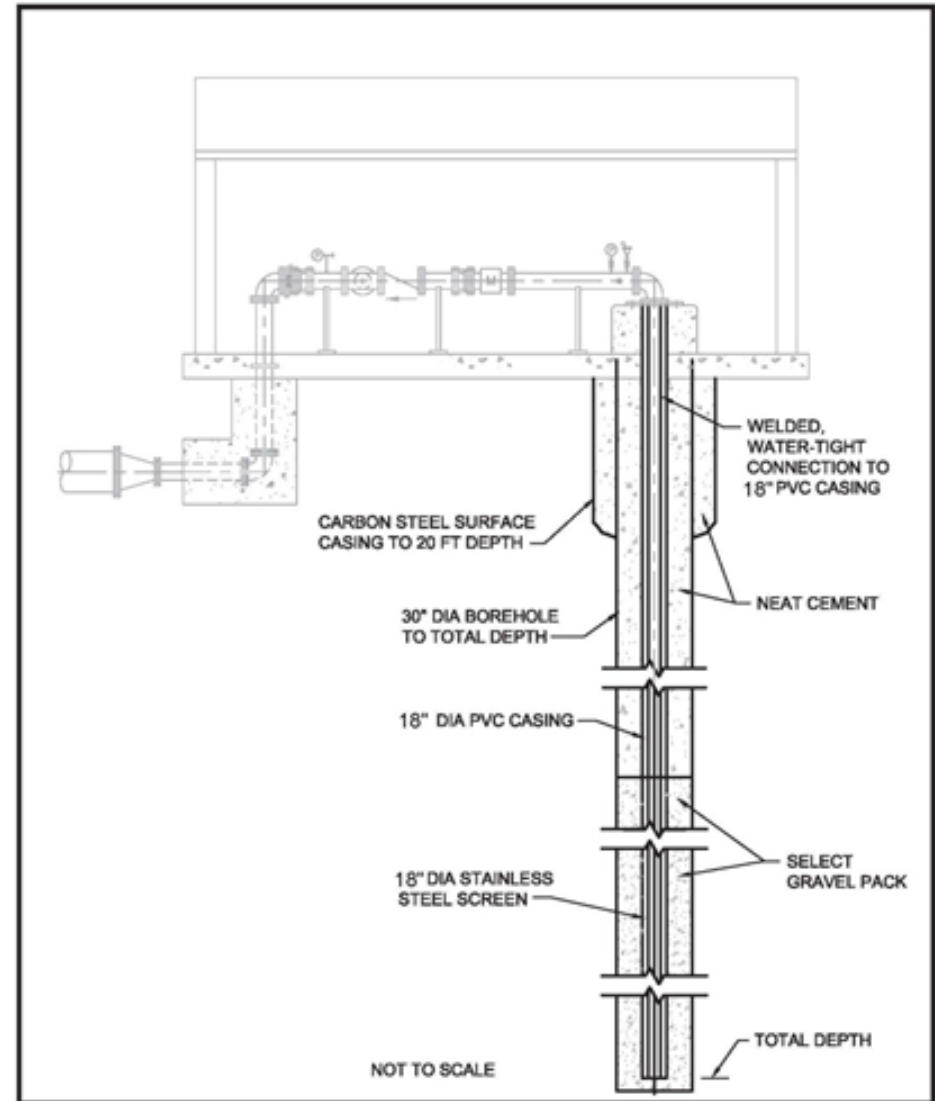 M
WELDED,
WATER-TIGHT
CONNECTION TO
18" PVC CASING
CARBON STEEL SURFACE
CASING TO 20 FT DEPTH
NEAT CEMENT
30" DIA BOREHOLE
TO TOTAL DEPTH
18" DIA PVC CASING
SELECT
GRAVEL PACK
18" DIA STAINLESS
STEEL SCREEN
TOTAL DEPTH
NOT TO SCALE